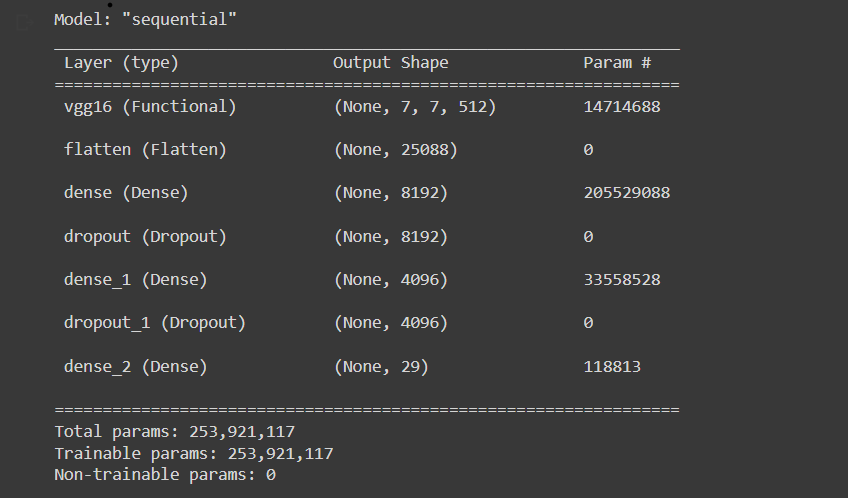 Model: "sequential"
_________________________________________________________________
Layer (type) Output Shape Param #
=================================================================
vgg16 (Functional) (None, 7, 7, 512) 14714688
flatten (Flatten) (None, 25088) 0
dense (Dense) (None, 8192) 205529088
dropout (Dropout) (None, 8192) 0
dense_1 (Dense) (None, 4096) 33558528
dropout_1 (Dropout) (None, 4096) 0
dense_2 (Dense) (None, 29) 118813
=================================================================
Total params: 253,921,117
Trainable params: 253,921,117
Non-trainable params: 0